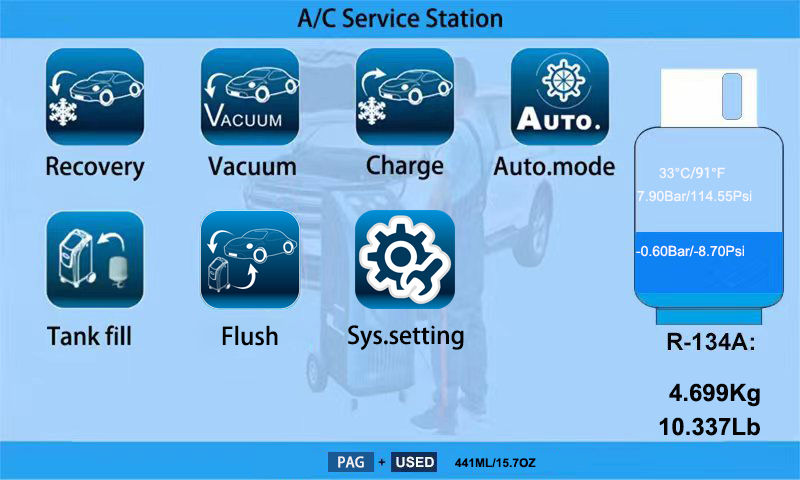 A/C Service Station
VACUUM
AUTO.
Recovery
Vacuum
Charge
Auto.mode
33°C/91°F
7.90Bar/114.55Psi
-0.60Bar/-8.70Psi
Tank fill
Flush
Sys.setting
R-134A:
4.699Kg
10.337Lb
PAG + USED 441ML/15.7OZ